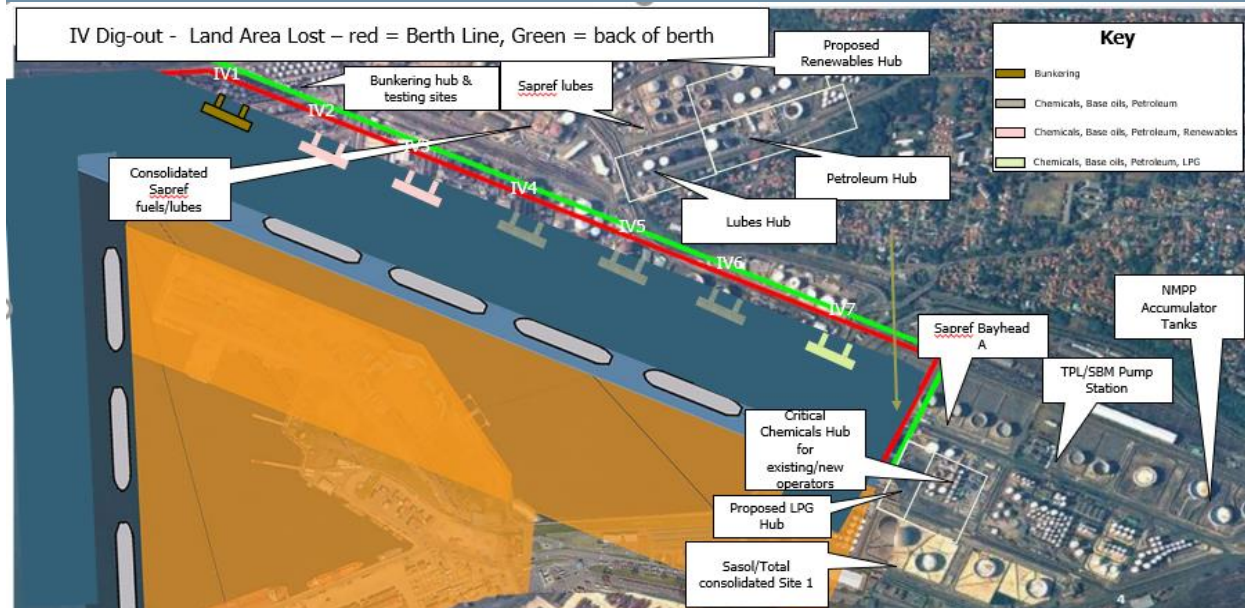 IV Dig-out -  Land Area Lost – red = Berth Line, Green = back of berth
Key
Bunkering
Chemicals, Base oils, Petroleum
Chemicals, Base oils, Petroleum, Renewables
Chemicals, Base oils, Petroleum, LPG
Proposed
Renewables Hub
Bunkering hub &
testing sites
Sapref lubes
IV1
IV2
IV3
IV4
IV5
IV6
IV7
Consolidated
Sapref
fuels/lubes
Petroleum Hub
Lubes Hub
NMPP
Accumulator
Tanks
Sapref Bayhead
A
TPL/SBM Pump
Station
Critical
Chemicals Hub
for
existing/new
operators
Proposed LPG
Hub
Sasol/Total
consolidated Site 1
4